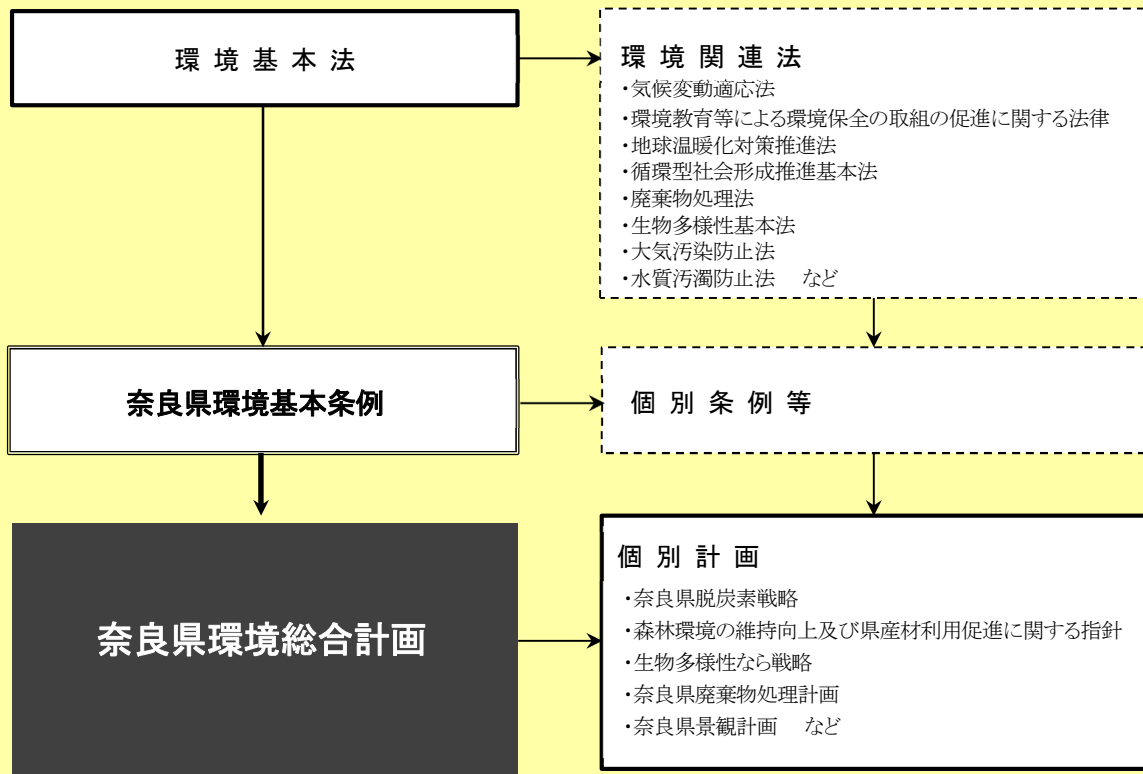 環境基本法
環境関連法
・気候変動適応法
・環境教育等による環境保全の取組の促進に関する法律
・地球温暖化対策推進法
・循環型社会形成推進基本法
・廃棄物処理法
・生物多様性基本法
・大気汚染防止法
・水質汚濁防止法　など
奈良県環境基本条例
個別条例等
奈良県環境総合計画
個別計画
・奈良県脱炭素戦略
・森林環境の維持向上及び県産材利用促進に関する指針
・生物多様性なら戦略
・奈良県廃棄物処理計画
・奈良県景観計画　など